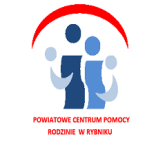 POWIATOWE CENTRUM POMOCY
RODZINIE W RYBNIKU